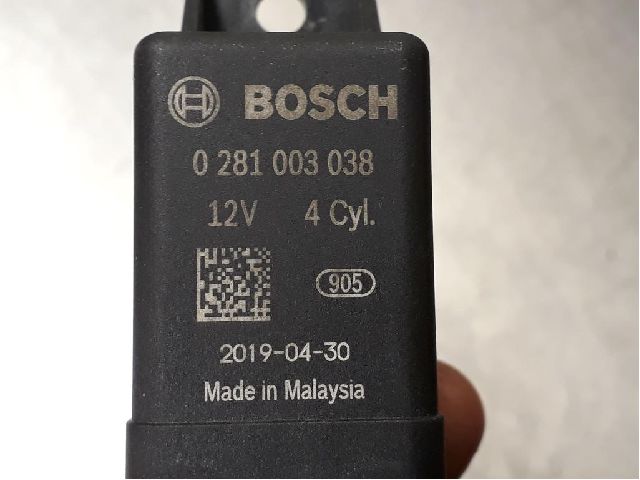 BOSCH
0 281 003 038
12V 4 Cyl.
905
2019-04-30
Made in Malaysia